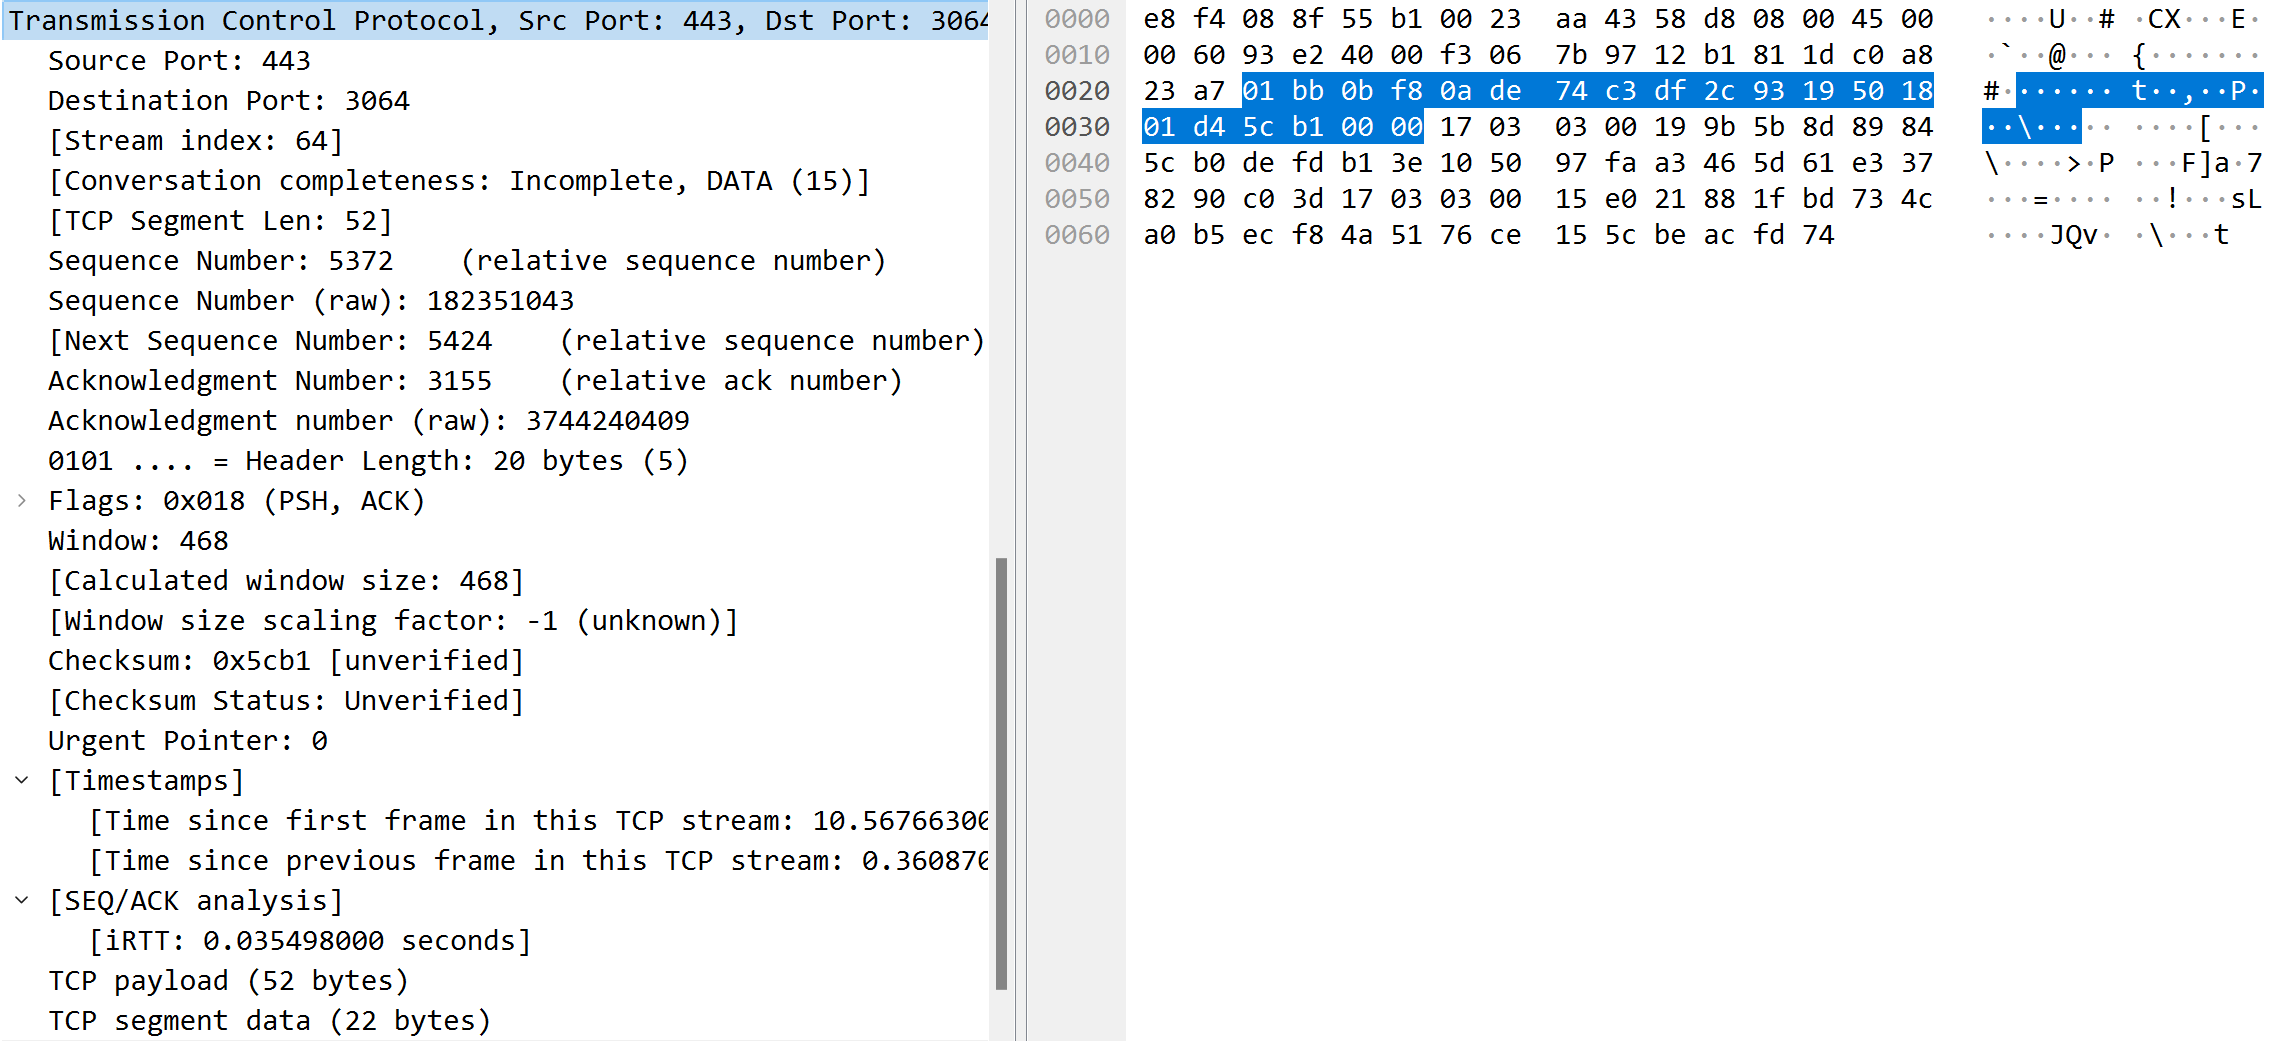 Transmission Control Protocol, Src Port: 443, Dst Port: 3064
Source Port: 443
Destination Port: 3064
[Stream index: 64]
[Conversation completeness: Incomplete, DATA (15)]
[TCP Segment Len: 52]
Sequence Number: 5372    (relative sequence number)
Sequence Number (raw): 182351043
[Next Sequence Number: 5424    (relative sequence number)
Acknowledgment Number: 3155    (relative ack number)
Acknowledgment number (raw): 3744240409
0101 .... = Header Length: 20 bytes (5)
Flags: 0x018 (PSH, ACK)
Window: 468
[Calculated window size: 468]
[Window size scaling factor: -1 (unknown)]
Checksum: 0x5cb1 [unverified]
[Checksum Status: Unverified]
Urgent Pointer: 0
[Timestamps]
[Time since first frame in this TCP stream: 10.56766300
[Time since previous frame in this TCP stream: 0.360870
[SEQ/ACK analysis]
[iRTT: 0.035498000 seconds]
TCP payload (52 bytes)
TCP segment data (22 bytes)
0000 e8 f4 08 8f 55 b1 00 23 aa 43 58 d8 08 00 45 00 ····U··# ·CX···E·
0010 00 60 93 e2 40 00 f3 06 7b 97 12 b1 81 1d c0 a8 ·`··@··· {·······
0020 23 a7 01 bb 0b f8 0a de 74 c3 df 2c 93 19 50 18 #······· t··,··P·
0030 01 d4 5c b1 00 00 17 03 03 00 19 9b 5b 8d 89 84 ··\····· ····[···
0040 5c b0 de fd b1 3e 10 50 97 fa a3 46 5d 61 e3 37 \····>·P ···F]a·7
0050 82 90 c0 3d 17 03 03 00 15 e0 21 88 1f bd 73 4c ···=···· ··!···sL
0060 a0 b5 ec f8 4a 51 76 ce 15 5c be ac fd 74 ····JQv· ·\···t